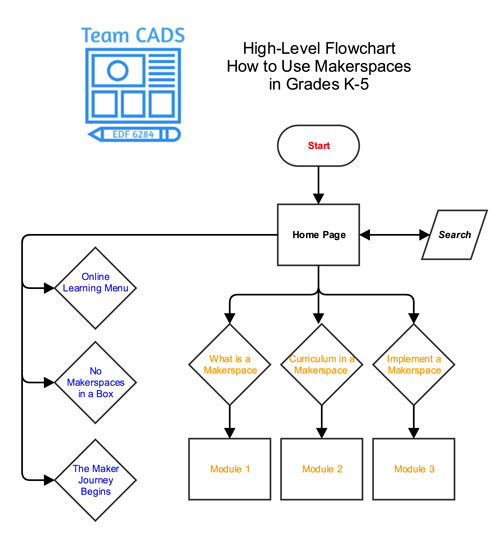 Team CADS
EDF 6284
High-Level Flowchart
How to Use Makerspaces
in Grades K-5
Start
Home Page
Search
Online
Learning Menu
No
Makerspaces
in a Box
The Maker
Journey
Begins
What is a
Makerspace
Curriculum in a
Makerspace
Implement a
Makerspace
Module 1
Module 2
Module 3